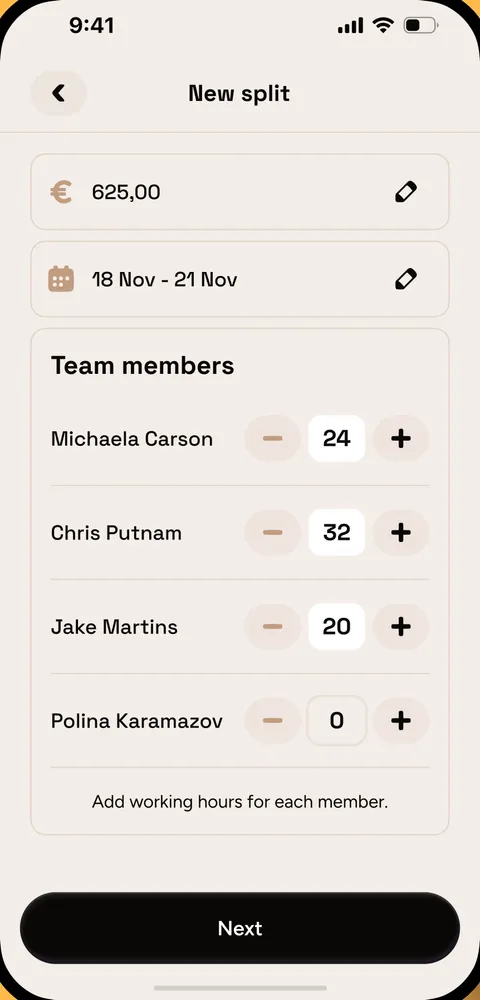 9:41
New split
€ 625,00
18 Nov - 21 Nov
Team members
Michaela Carson − 24 +
Chris Putnam − 32 +
Jake Martins − 20 +
Polina Karamazov − 0 +
Add working hours for each member.
Next